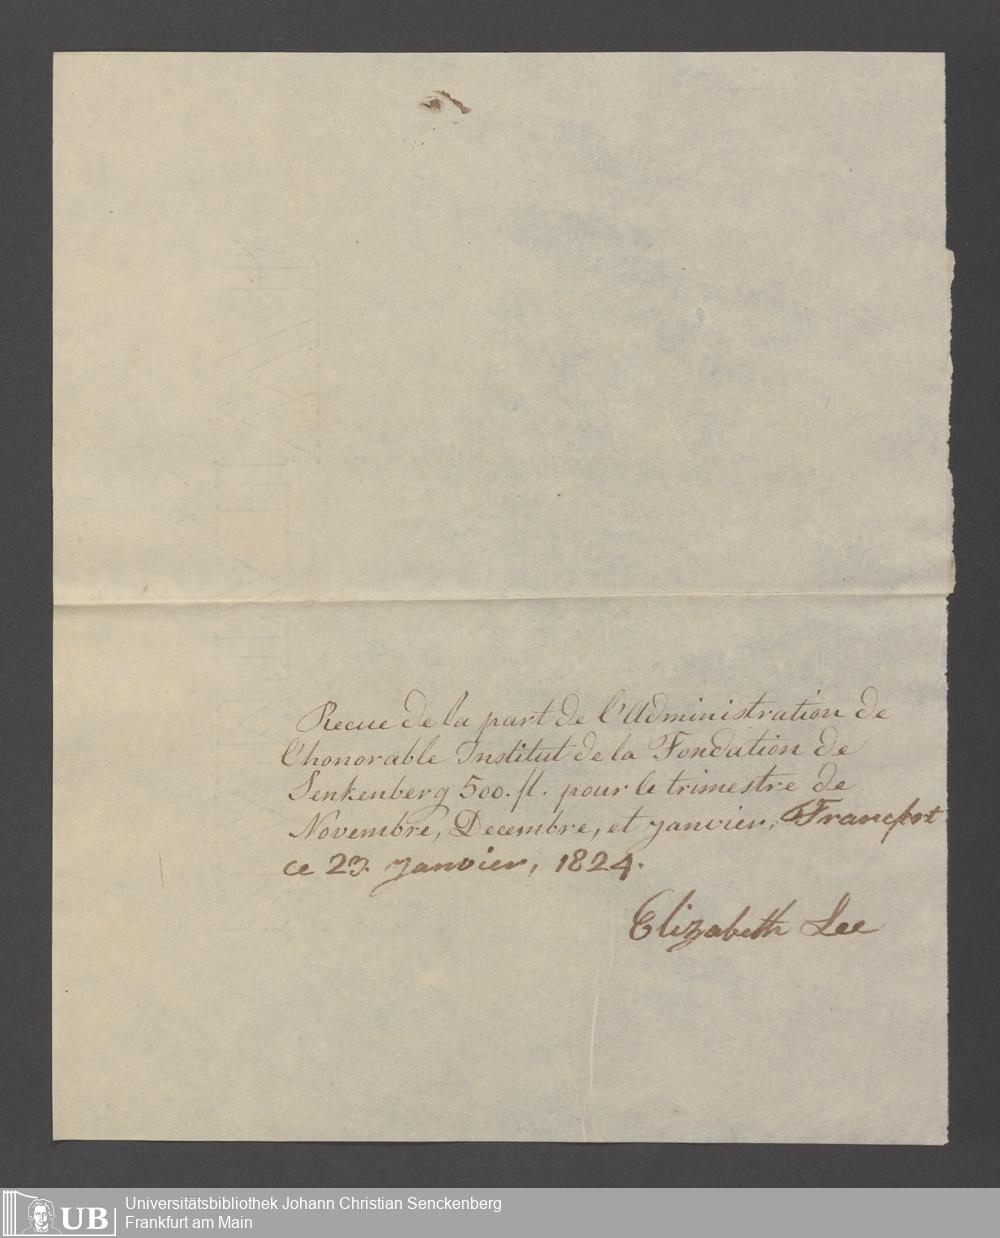 Recue de la part de l'Administration de
l'honorable Institut de la Fondation de
Senkenberg 500. fl. pour le trimestre de
Novembre, Decembre, et janvier, Francfort
ce 23. janvier, 1824.
Elizabeth Lee
UB
Universitätsbibliothek Johann Christian Senckenberg
Frankfurt am Main